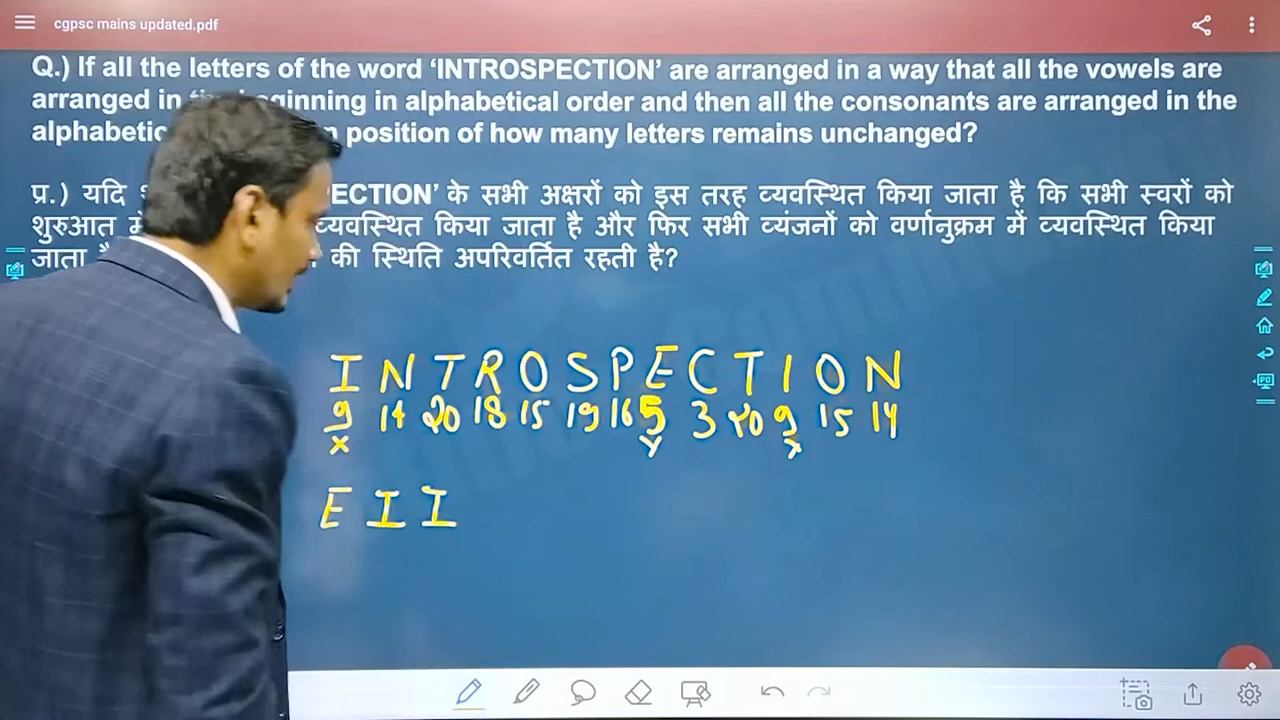 cgpsc mains updated.pdf
Q.) If all the letters of the word ‘INTROSPECTION’ are arranged in a way that all the vowels are
arranged in beginning in alphabetical order and then all the consonants are arranged in the
position of how many letters remains unchanged?
प्र.) यदि ECTION’ के सभी अक्षरों को इस तरह व्यवस्थित किया जाता है कि सभी स्वरों को
शुरुआत व्यवस्थित किया जाता है और फिर सभी व्यंजनों को वर्णानुक्रम में व्यवस्थित किया
जाता की स्थिति अपरिवर्तित रहती है?
I N T R O S P E C T I O N
9 14 20 18 15 19 16 5 3 20 9 15 14
x x
E I I